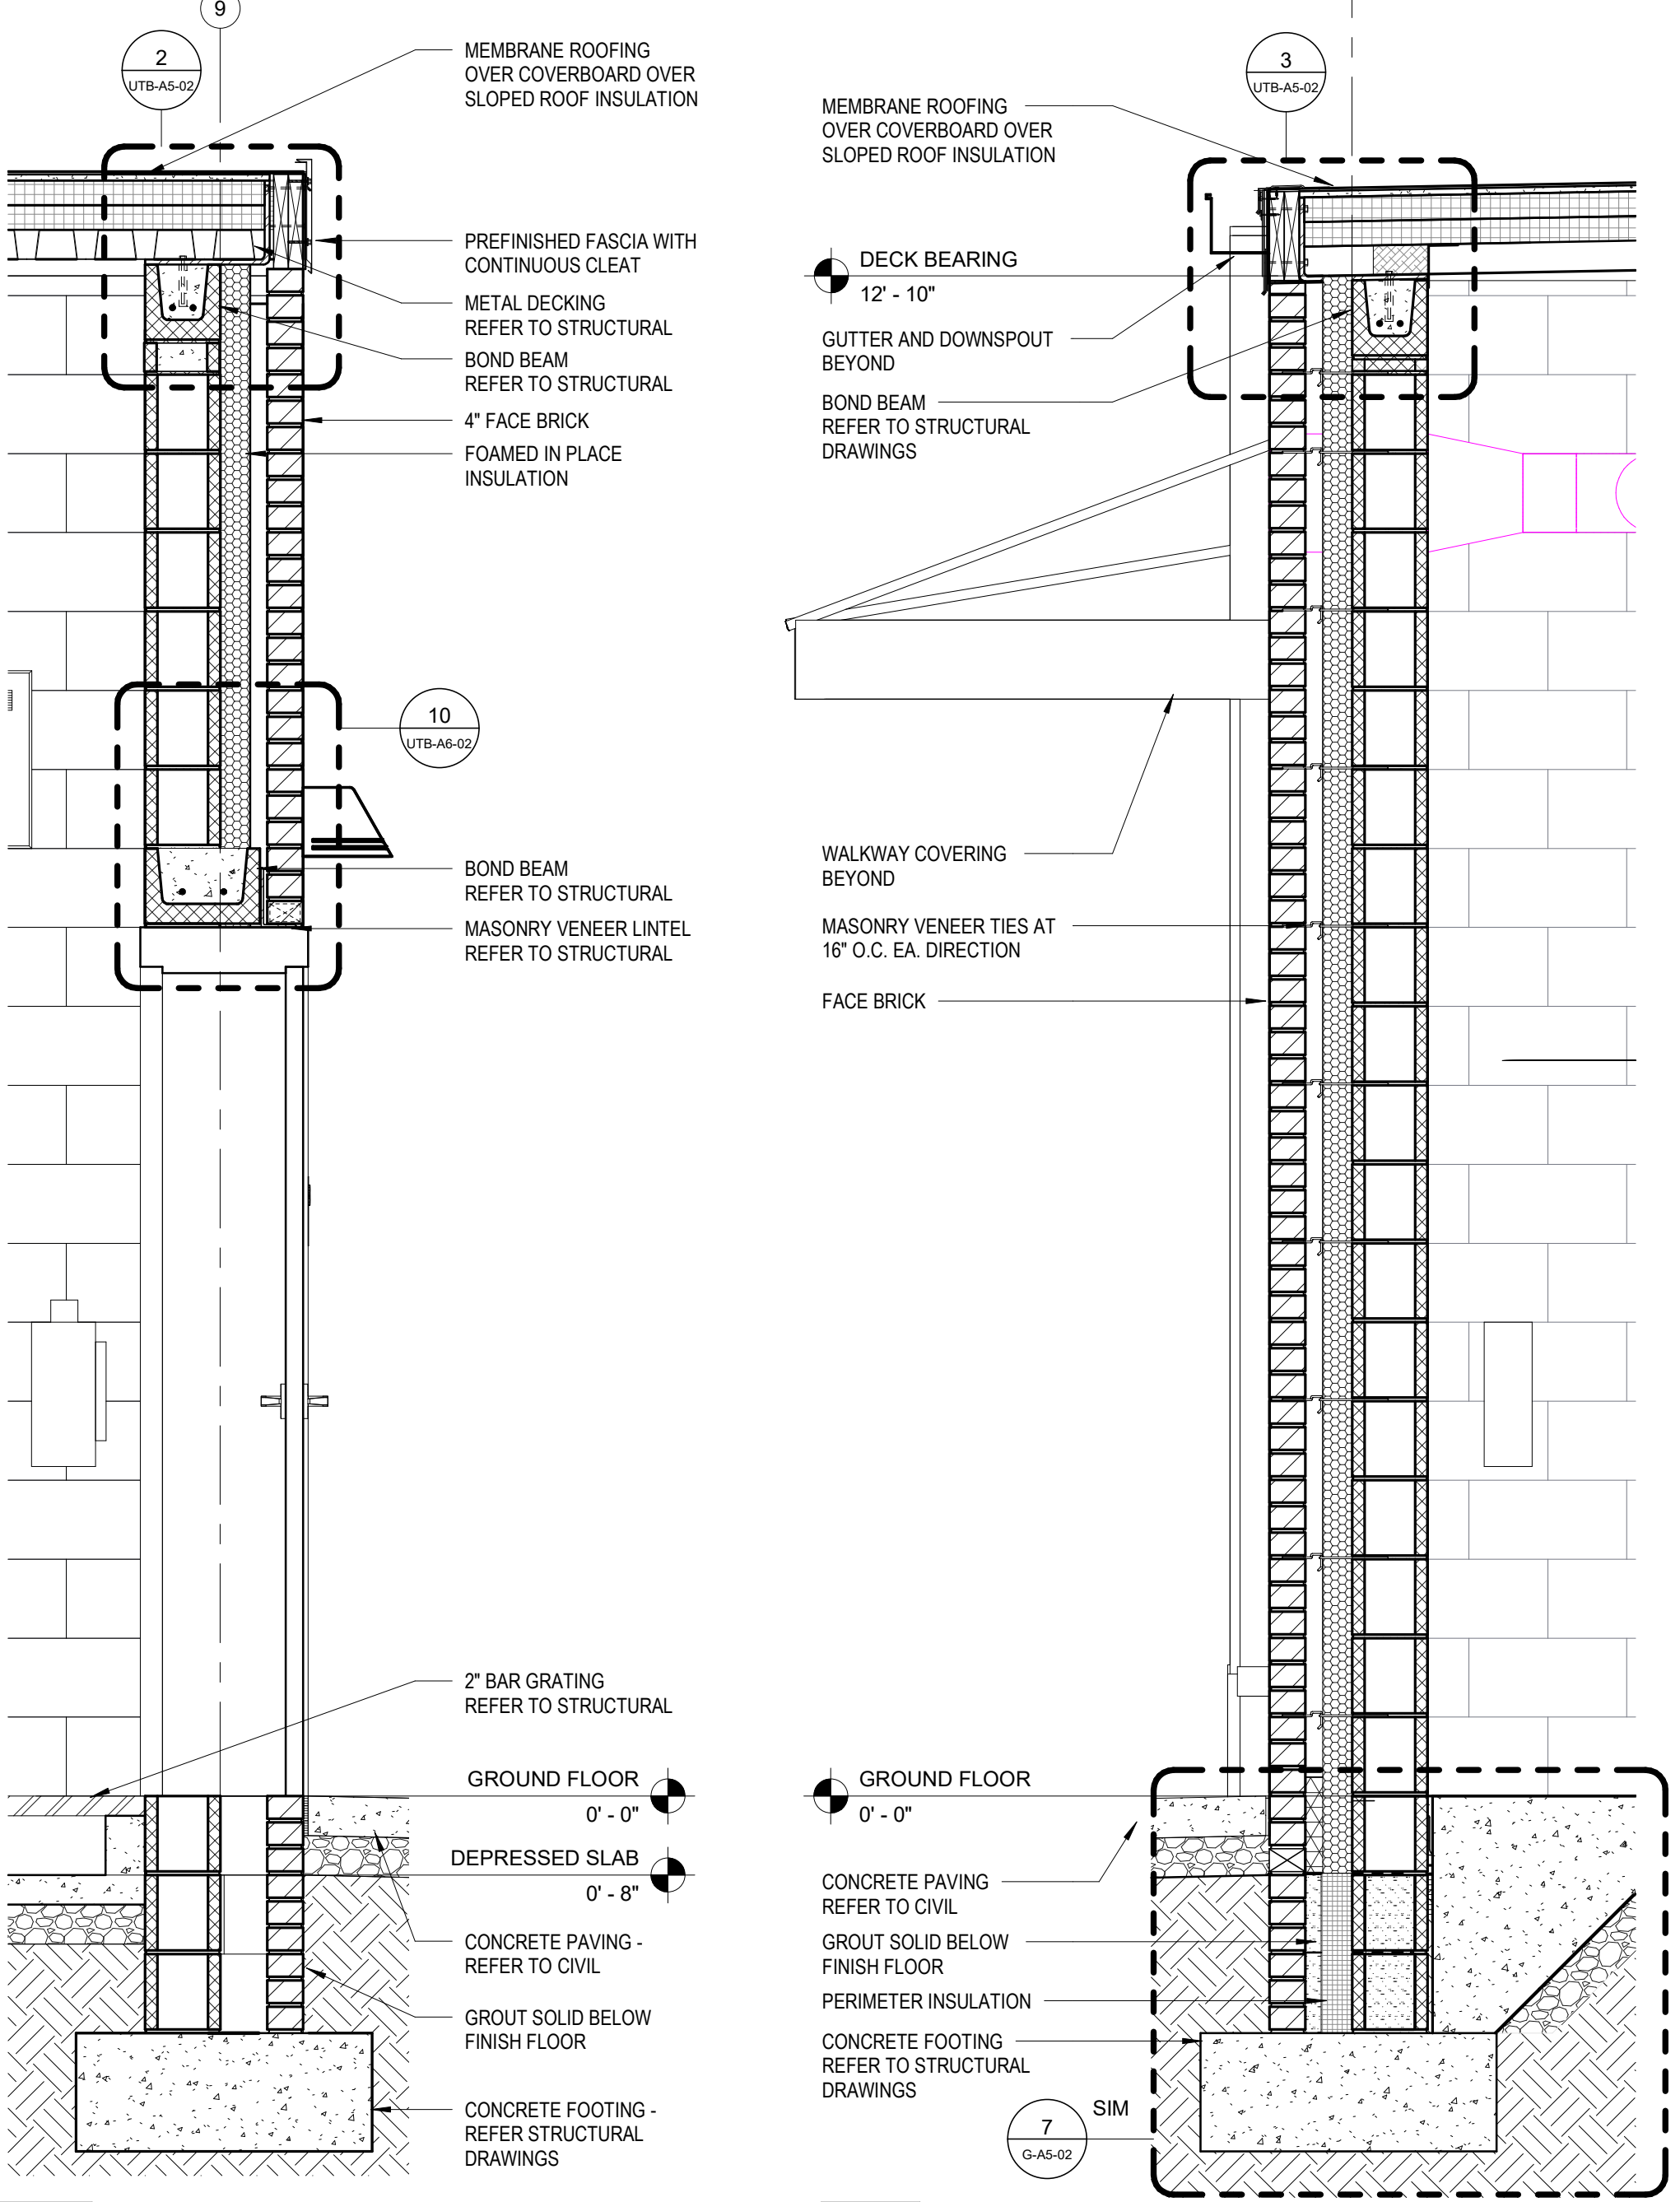 9
2
UTB-A5-02
MEMBRANE ROOFING
OVER COVERBOARD OVER
SLOPED ROOF INSULATION
PREFINISHED FASCIA WITH
CONTINUOUS CLEAT
METAL DECKING
REFER TO STRUCTURAL
BOND BEAM
REFER TO STRUCTURAL
4" FACE BRICK
FOAMED IN PLACE
INSULATION
10
UTB-A6-02
BOND BEAM
REFER TO STRUCTURAL
MASONRY VENEER LINTEL
REFER TO STRUCTURAL
2" BAR GRATING
REFER TO STRUCTURAL
GROUND FLOOR
0' - 0"
DEPRESSED SLAB
0' - 8"
CONCRETE PAVING -
REFER TO CIVIL
GROUT SOLID BELOW
FINISH FLOOR
CONCRETE FOOTING -
REFER STRUCTURAL
DRAWINGS
3
UTB-A5-02
MEMBRANE ROOFING
OVER COVERBOARD OVER
SLOPED ROOF INSULATION
DECK BEARING
12' - 10"
GUTTER AND DOWNSPOUT
BEYOND
BOND BEAM
REFER TO STRUCTURAL
DRAWINGS
WALKWAY COVERING
BEYOND
MASONRY VENEER TIES AT
16" O.C. EA. DIRECTION
FACE BRICK
GROUND FLOOR
0' - 0"
CONCRETE PAVING
REFER TO CIVIL
GROUT SOLID BELOW
FINISH FLOOR
PERIMETER INSULATION
CONCRETE FOOTING
REFER TO STRUCTURAL
DRAWINGS
7
G-A5-02
SIM